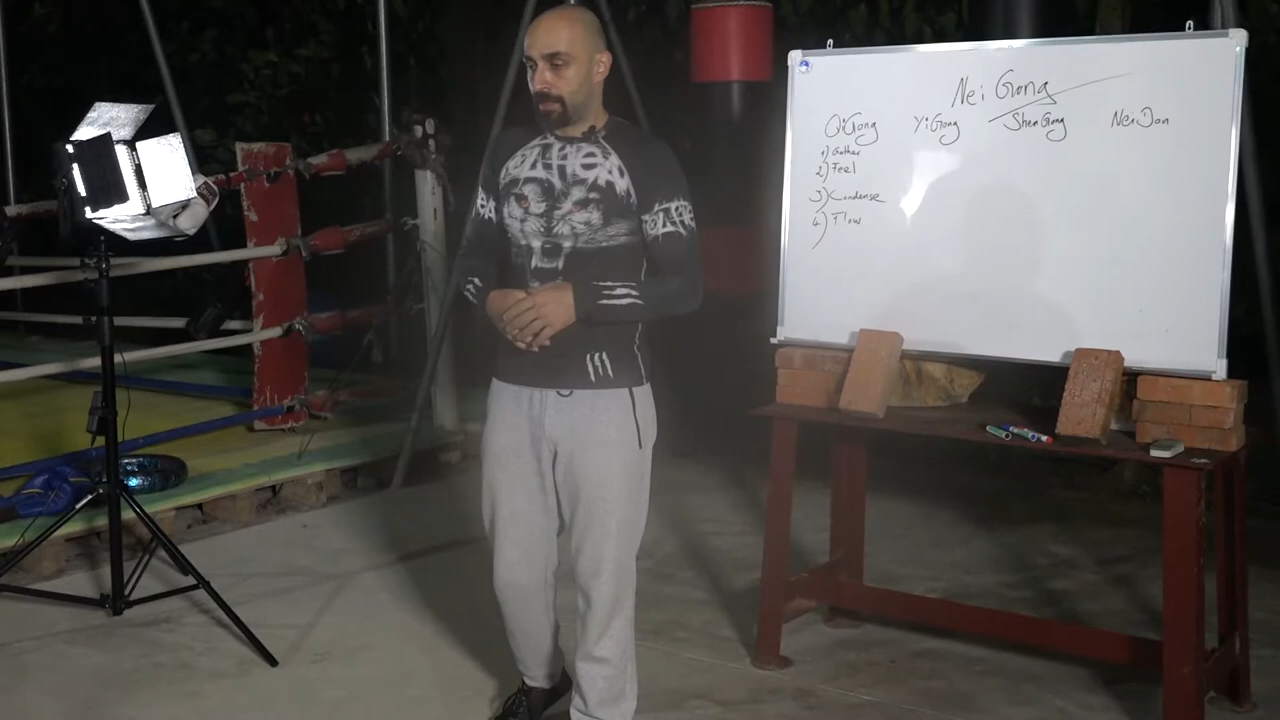 Nei Gong
QiGong YiGong ShenGong NeiDan
1) Gather
2) Feel
3) Condense
4) Flow